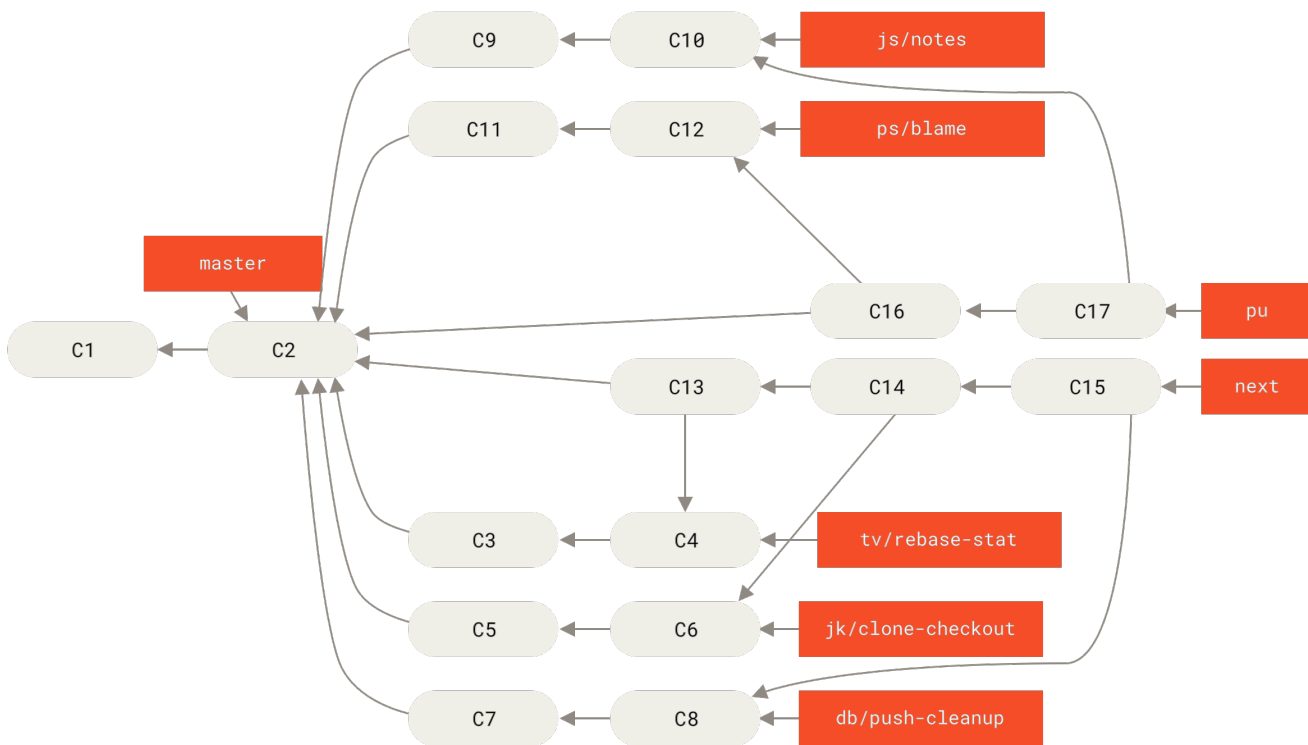 C9
C10
js/notes
C11
C12
ps/blame
master
C16
C17
pu
C1
C2
C13
C14
C15
next
C3
C4
tv/rebase-stat
C5
C6
jk/clone-checkout
C7
C8
db/push-cleanup